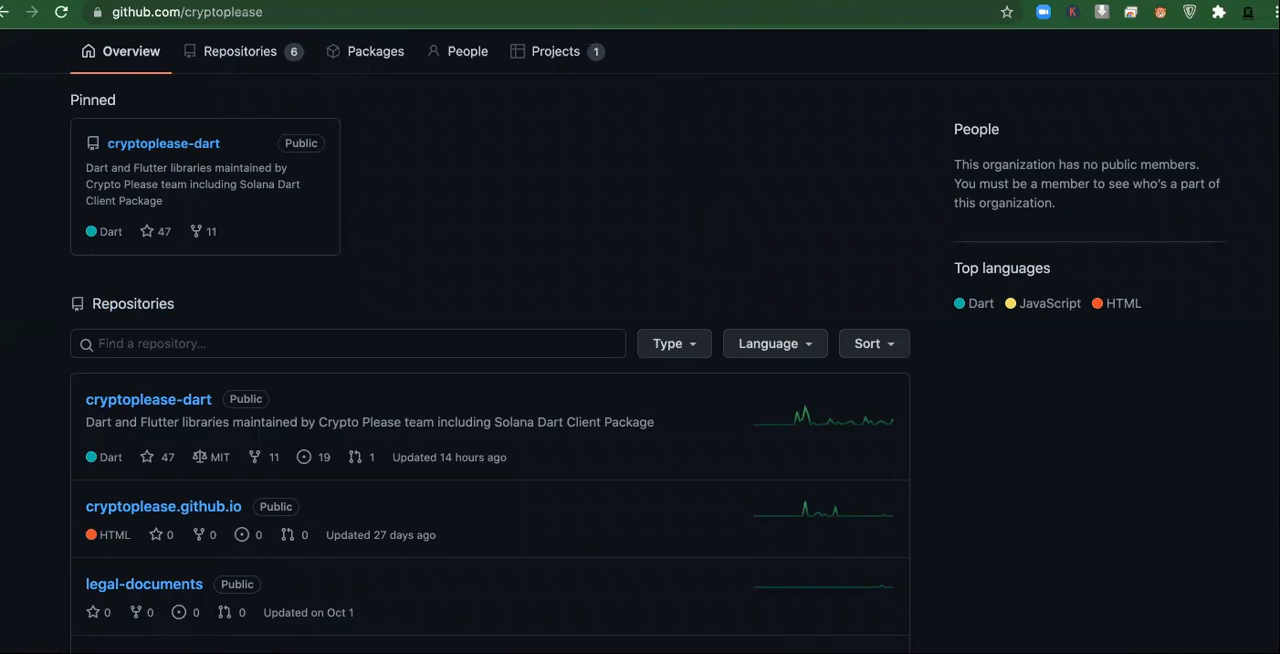 github.com/cryptoplease
Overview
Repositories 6
Packages
People
Projects 1
Pinned
cryptoplease-dart Public
Dart and Flutter libraries maintained by
Crypto Please team including Solana Dart
Client Package
Dart 47 11
People
This organization has no public members.
You must be a member to see who's a part of
this organization.
Top languages
Dart JavaScript HTML
Repositories
Find a repository...
Type
Language
Sort
cryptoplease-dart Public
Dart and Flutter libraries maintained by Crypto Please team including Solana Dart Client Package
Dart 47 MIT 11 19 1 Updated 14 hours ago
cryptoplease.github.io Public
HTML 0 0 0 0 Updated 27 days ago
legal-documents Public
0 0 0 0 Updated on Oct 1